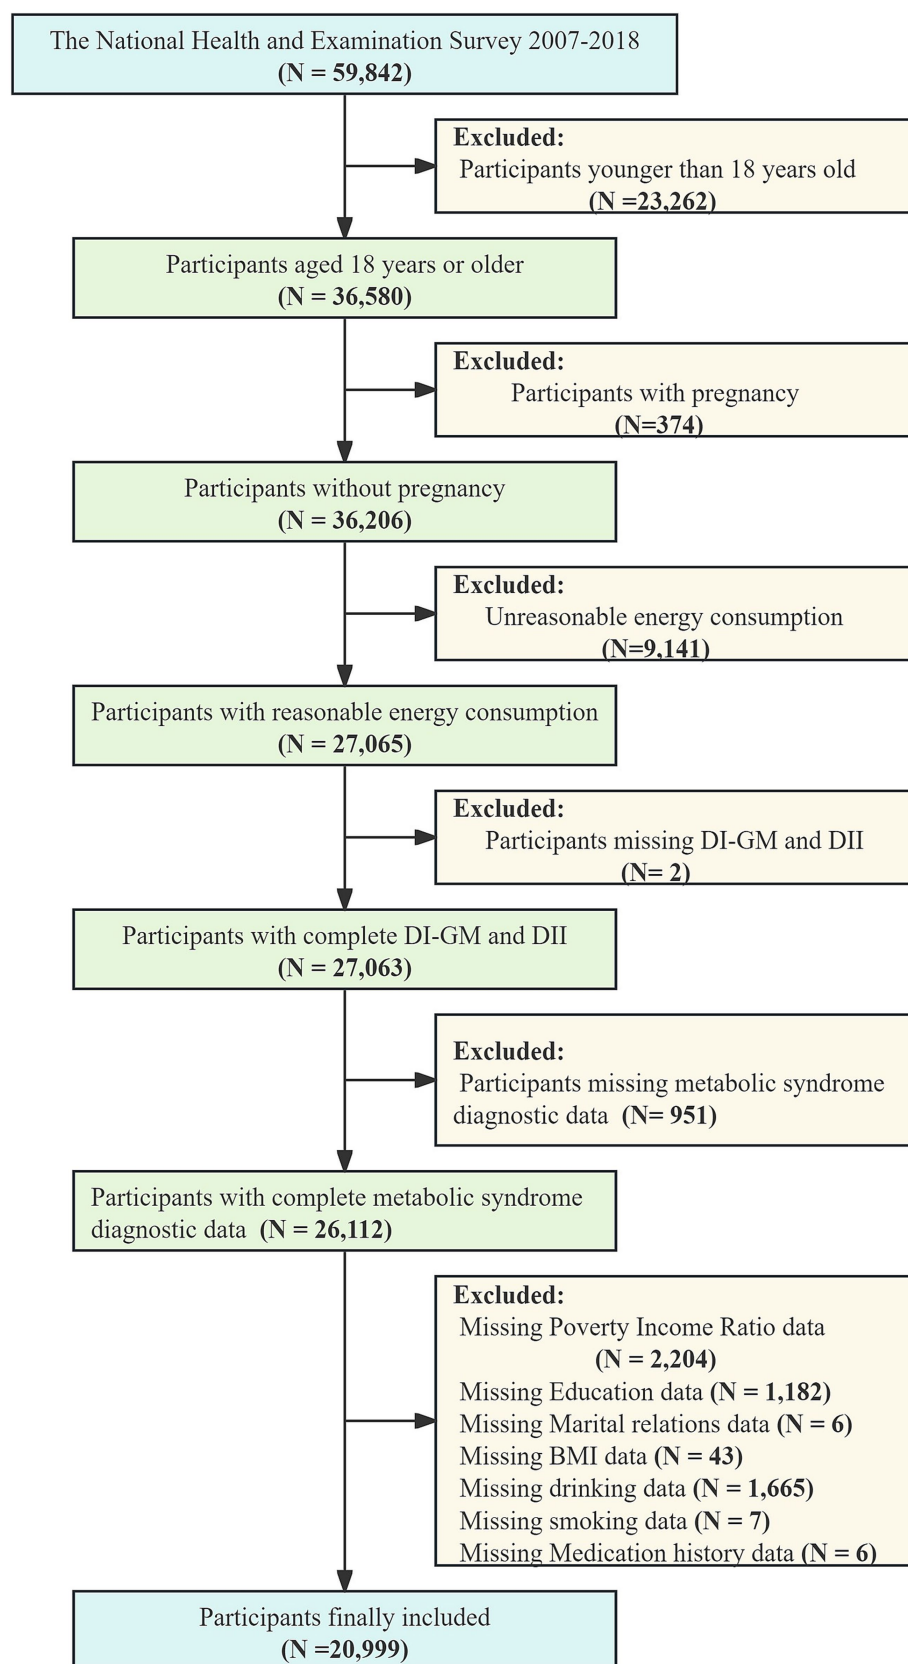 The National Health and Examination Survey 2007-2018
(N = 59,842)
Excluded:
Participants younger than 18 years old
(N =23,262)
Participants aged 18 years or older
(N = 36,580)
Excluded:
Participants with pregnancy
(N=374)
Participants without pregnancy
(N = 36,206)
Excluded:
Unreasonable energy consumption
(N=9,141)
Participants with reasonable energy consumption
(N = 27,065)
Excluded:
Participants missing DI-GM and DII
(N= 2)
Participants with complete DI-GM and DII
(N = 27,063)
Excluded:
Participants missing metabolic syndrome
diagnostic data (N= 951)
Participants with complete metabolic syndrome
diagnostic data (N = 26,112)
Excluded:
Missing Poverty Income Ratio data
(N = 2,204)
Missing Education data (N = 1,182)
Missing Marital relations data (N = 6)
Missing BMI data (N = 43)
Missing drinking data (N = 1,665)
Missing smoking data (N = 7)
Missing Medication history data (N = 6)
Participants finally included
(N =20,999)